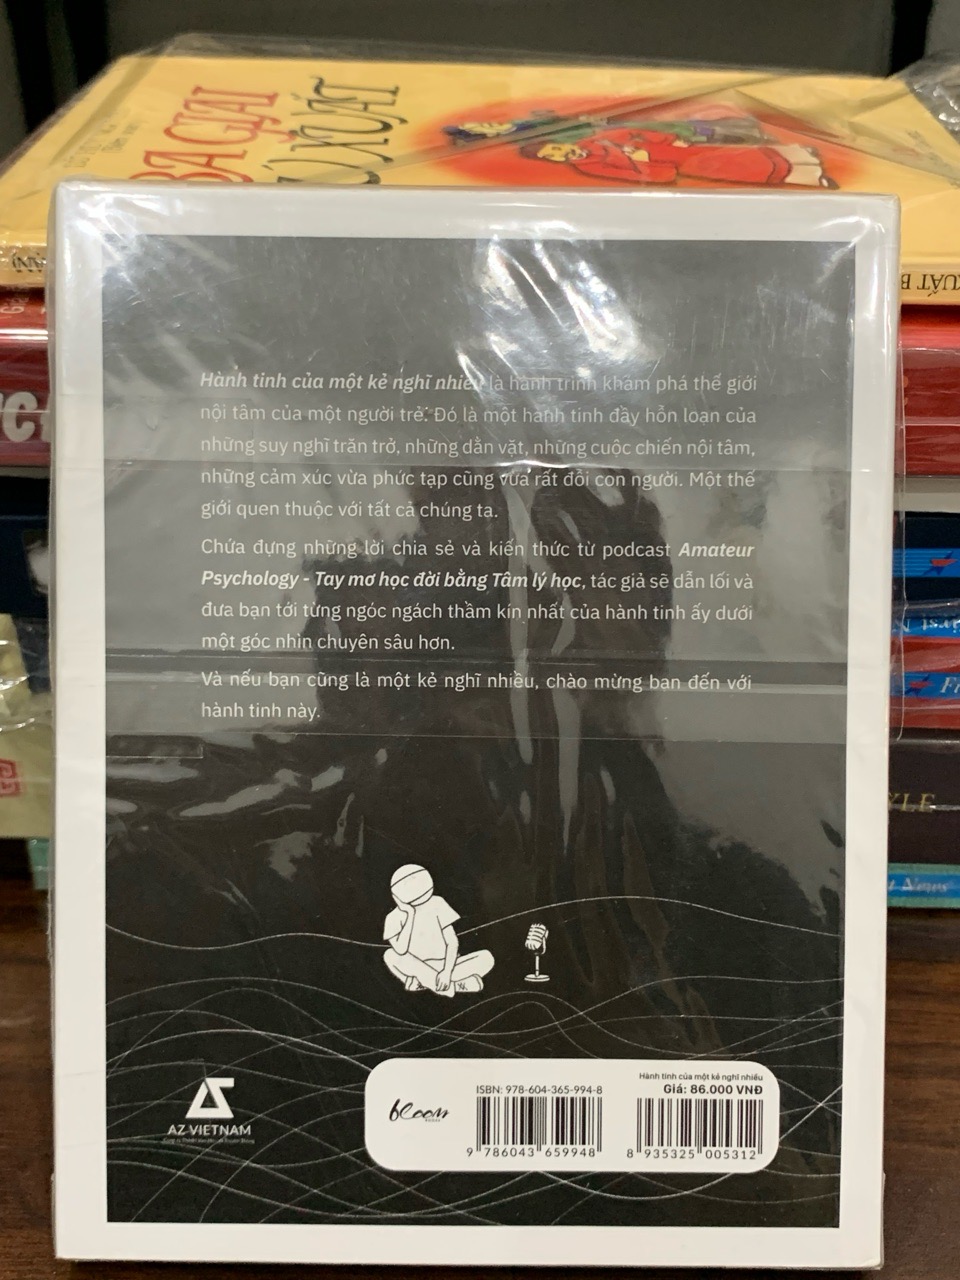 BA GIAI
TÚ XUẤT
XUẤT B
Hành tinh của một kẻ nghĩ nhiều là hành trình khám phá thế giới
nội tâm của một người trẻ. Đó là một hành tinh đầy hỗn loạn của
những suy nghĩ trăn trở, những dằn vặt, những cuộc chiến nội tâm,
những cảm xúc vừa phức tạp cũng vừa rất đỗi con người. Một thế
giới quen thuộc với tất cả chúng ta.
Chứa đựng những lời chia sẻ và kiến thức từ podcast Amateur
Psychology - Tay mơ học đời bằng Tâm lý học, tác giả sẽ dẫn lối và
đưa bạn tới từng ngóc ngách thầm kín nhất của hành tinh ấy dưới
một góc nhìn chuyên sâu hơn.
Và nếu bạn cũng là một kẻ nghĩ nhiều, chào mừng bạn đến với
hành tinh này.
AZ VIETNAM
bloom
BOOKS
ISBN: 978-604-365-994-8
9 786043 659948
Hành tinh của một kẻ nghĩ nhiều
Giá: 86.000 VNĐ
8 935325 005312
YLE
t News